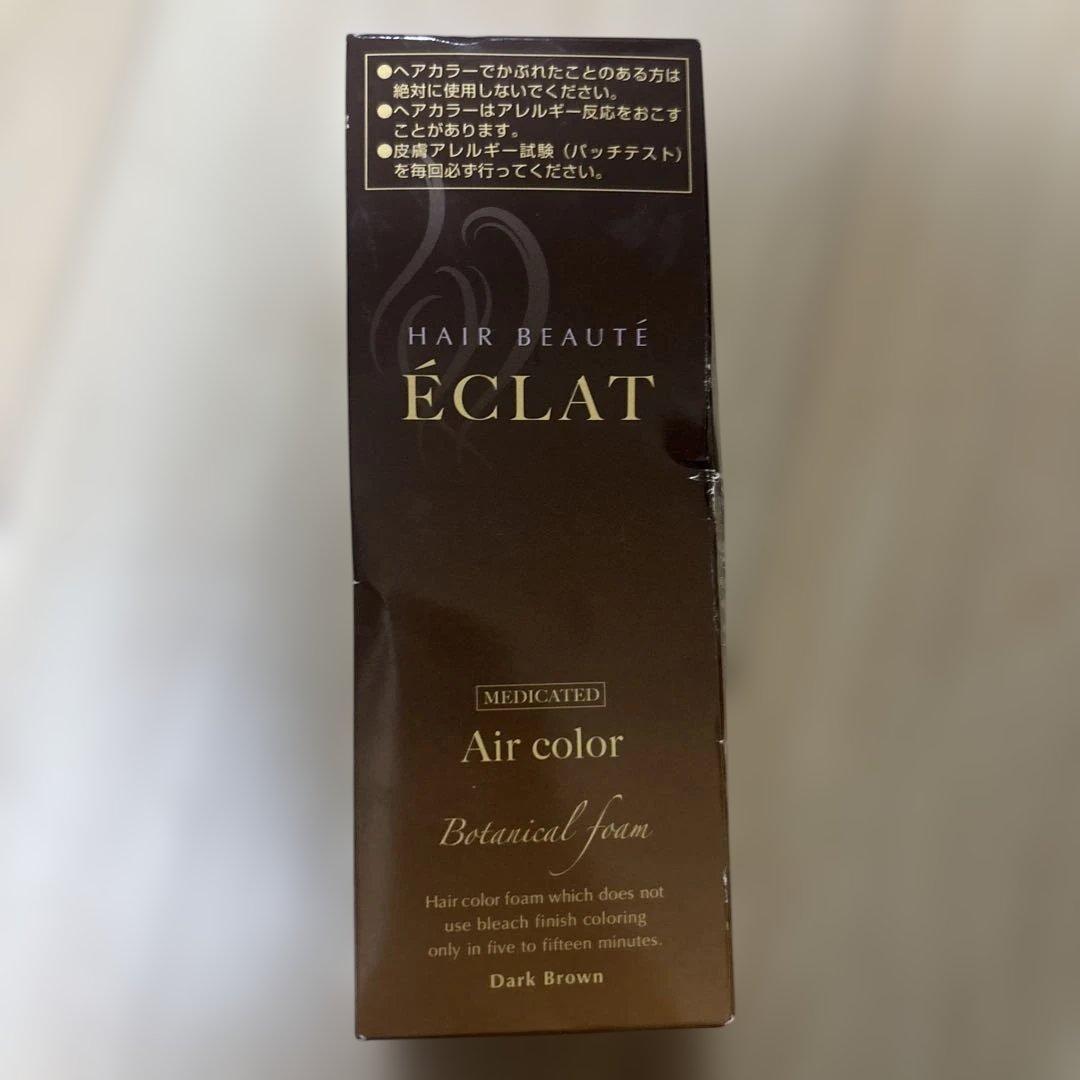 ●ヘアカラーでかぶれたことのある方は
絶対に使用しないでください。
●ヘアカラーはアレルギー反応をおこす
ことがあります。
●皮膚アレルギー試験（パッチテスト）
を毎回必ず行ってください。
HAIR BEAUTÉ
ÉCLAT
MEDICATED
Air color
Botanical foam
Hair color foam which does not
use bleach finish coloring
only in five to fifteen minutes.
Dark Brown